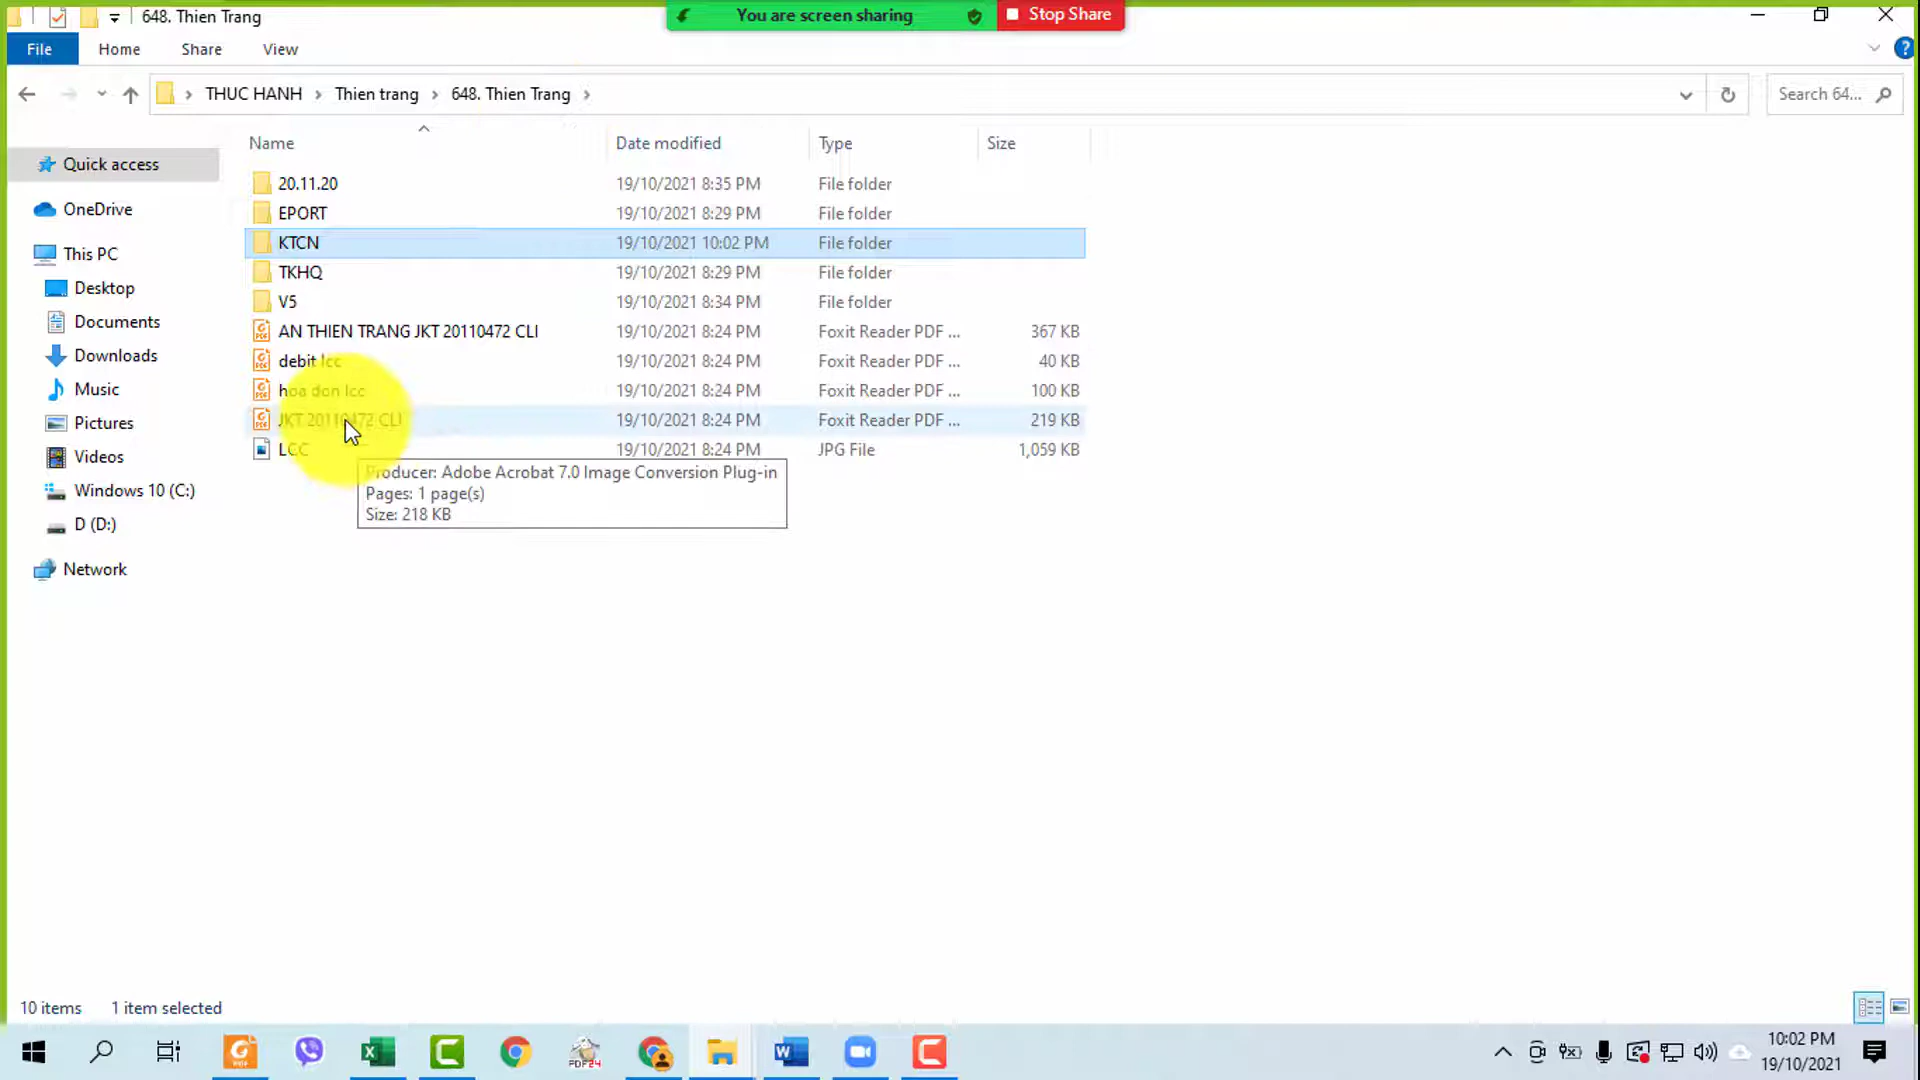 648. Thien Trang
You are screen sharing
Stop Share
File Home Share View
THUC HANH Thien trang 648. Thien Trang
Search 64...
Name Date modified Type Size
Quick access
OneDrive
This PC
Desktop
Documents
Downloads
Music
Pictures
Videos
Windows 10 (C:)
D (D:)
Network
20.11.20 19/10/2021 8:35 PM File folder
EPORT 19/10/2021 8:29 PM File folder
KTCN 19/10/2021 10:02 PM File folder
TKHQ 19/10/2021 8:29 PM File folder
V5 19/10/2021 8:34 PM File folder
AN THIEN TRANG JKT 20110472 CLI 19/10/2021 8:24 PM Foxit Reader PDF ... 367 KB
debit lcc 19/10/2021 8:24 PM Foxit Reader PDF ... 40 KB
hoa don lcc 19/10/2021 8:24 PM Foxit Reader PDF ... 100 KB
JKT 20110472 CLI 19/10/2021 8:24 PM Foxit Reader PDF ... 219 KB
LCC 19/10/2021 8:24 PM JPG File 1,059 KB
Producer: Adobe Acrobat 7.0 Image Conversion Plug-in
Pages: 1 page(s)
Size: 218 KB
10 items 1 item selected
PDF24
10:02 PM
19/10/2021